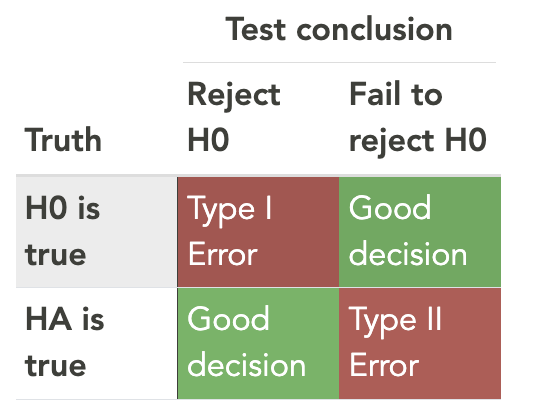 Test conclusion
Reject Fail to
Truth H0 reject H0
H0 is Type I Good
true Error decision
HA is Good Type II
true decision Error